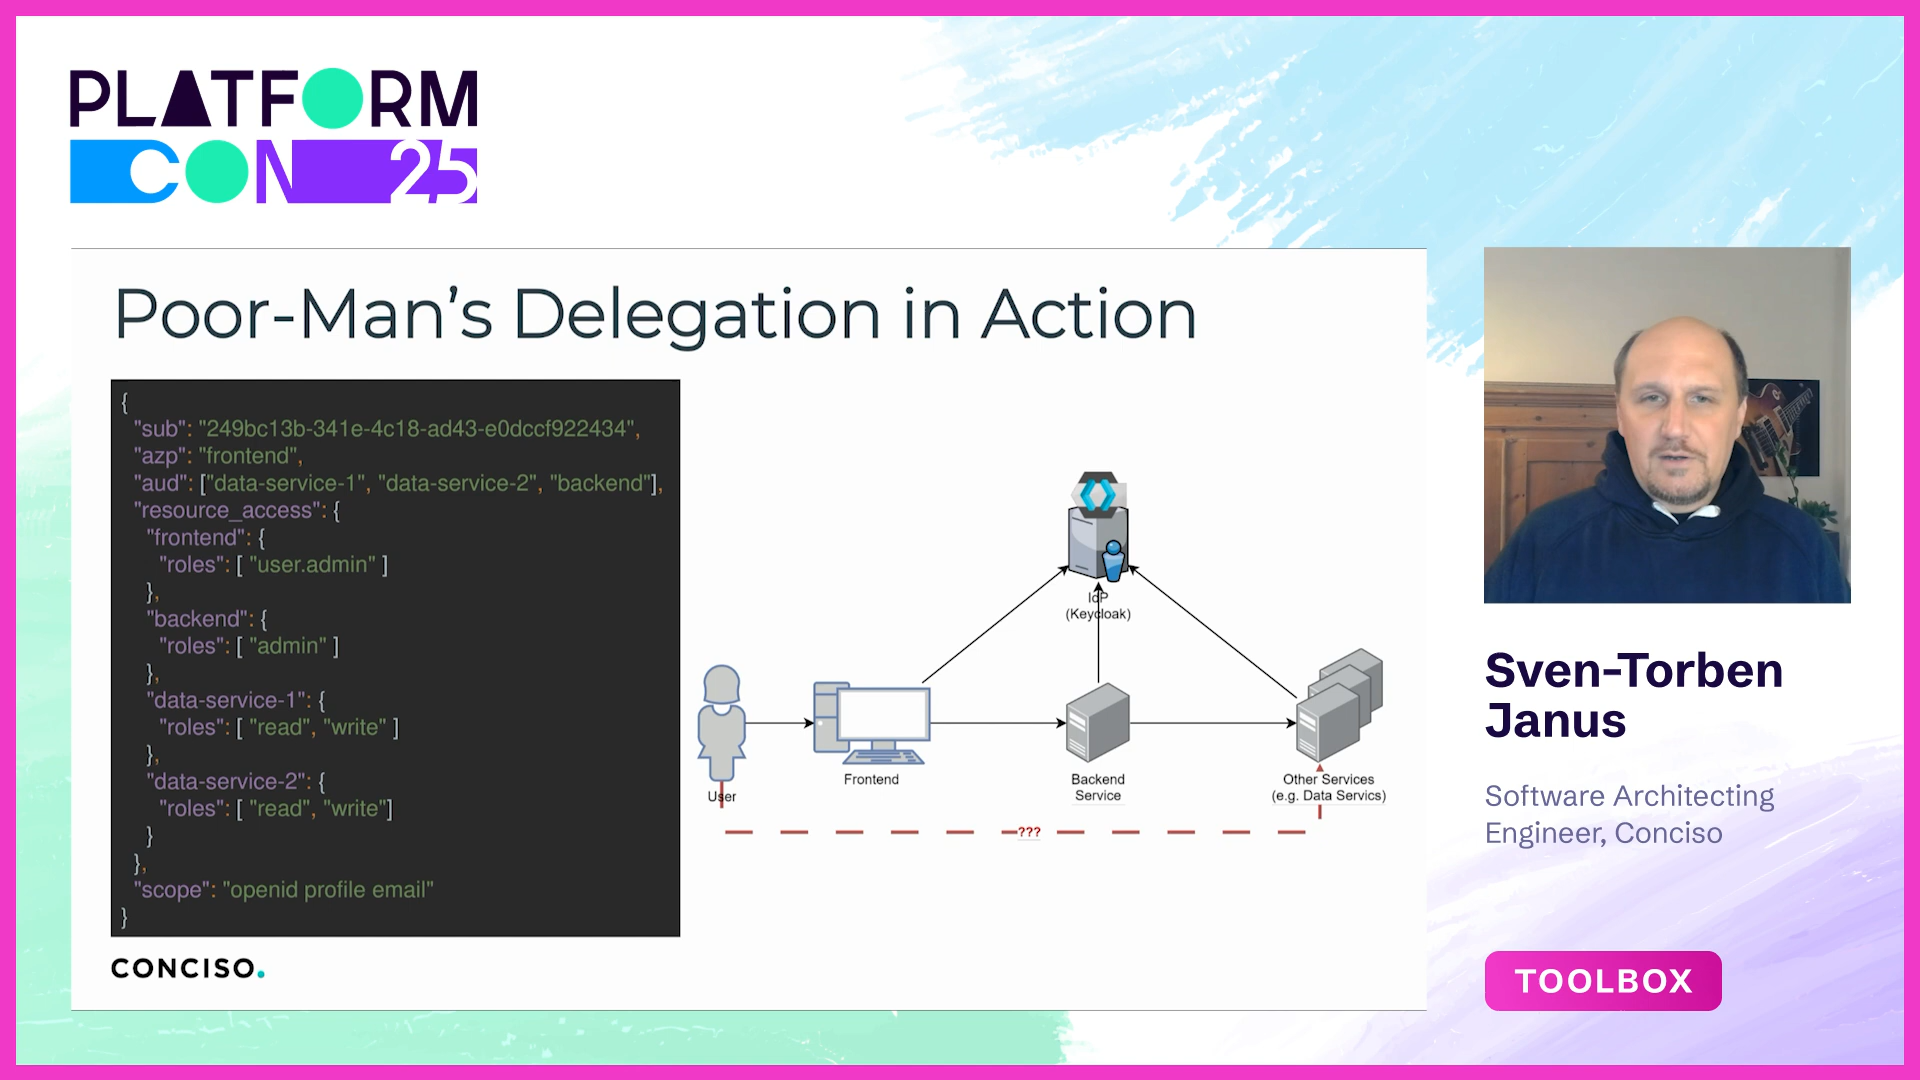 PLATFORM
CON 25
Poor-Man's Delegation in Action
{
"sub": "249bc13b-341e-4c18-ad43-e0dccf922434",
"azp": "frontend",
"aud": ["data-service-1", "data-service-2", "backend"],
"resource_access": {
"frontend": {
"roles": [ "user.admin" ]
},
"backend": {
"roles": [ "admin" ]
},
"data-service-1": {
"roles": [ "read", "write" ]
},
"data-service-2": {
"roles": [ "read", "write"]
}
},
"scope": "openid profile email"
}
IdP
(Keycloak)
User
Frontend
Backend
Service
Other Services
(e.g. Data Servics)
???
CONCISO.
Sven-Torben
Janus
Software Architecting
Engineer, Conciso
TOOLBOX